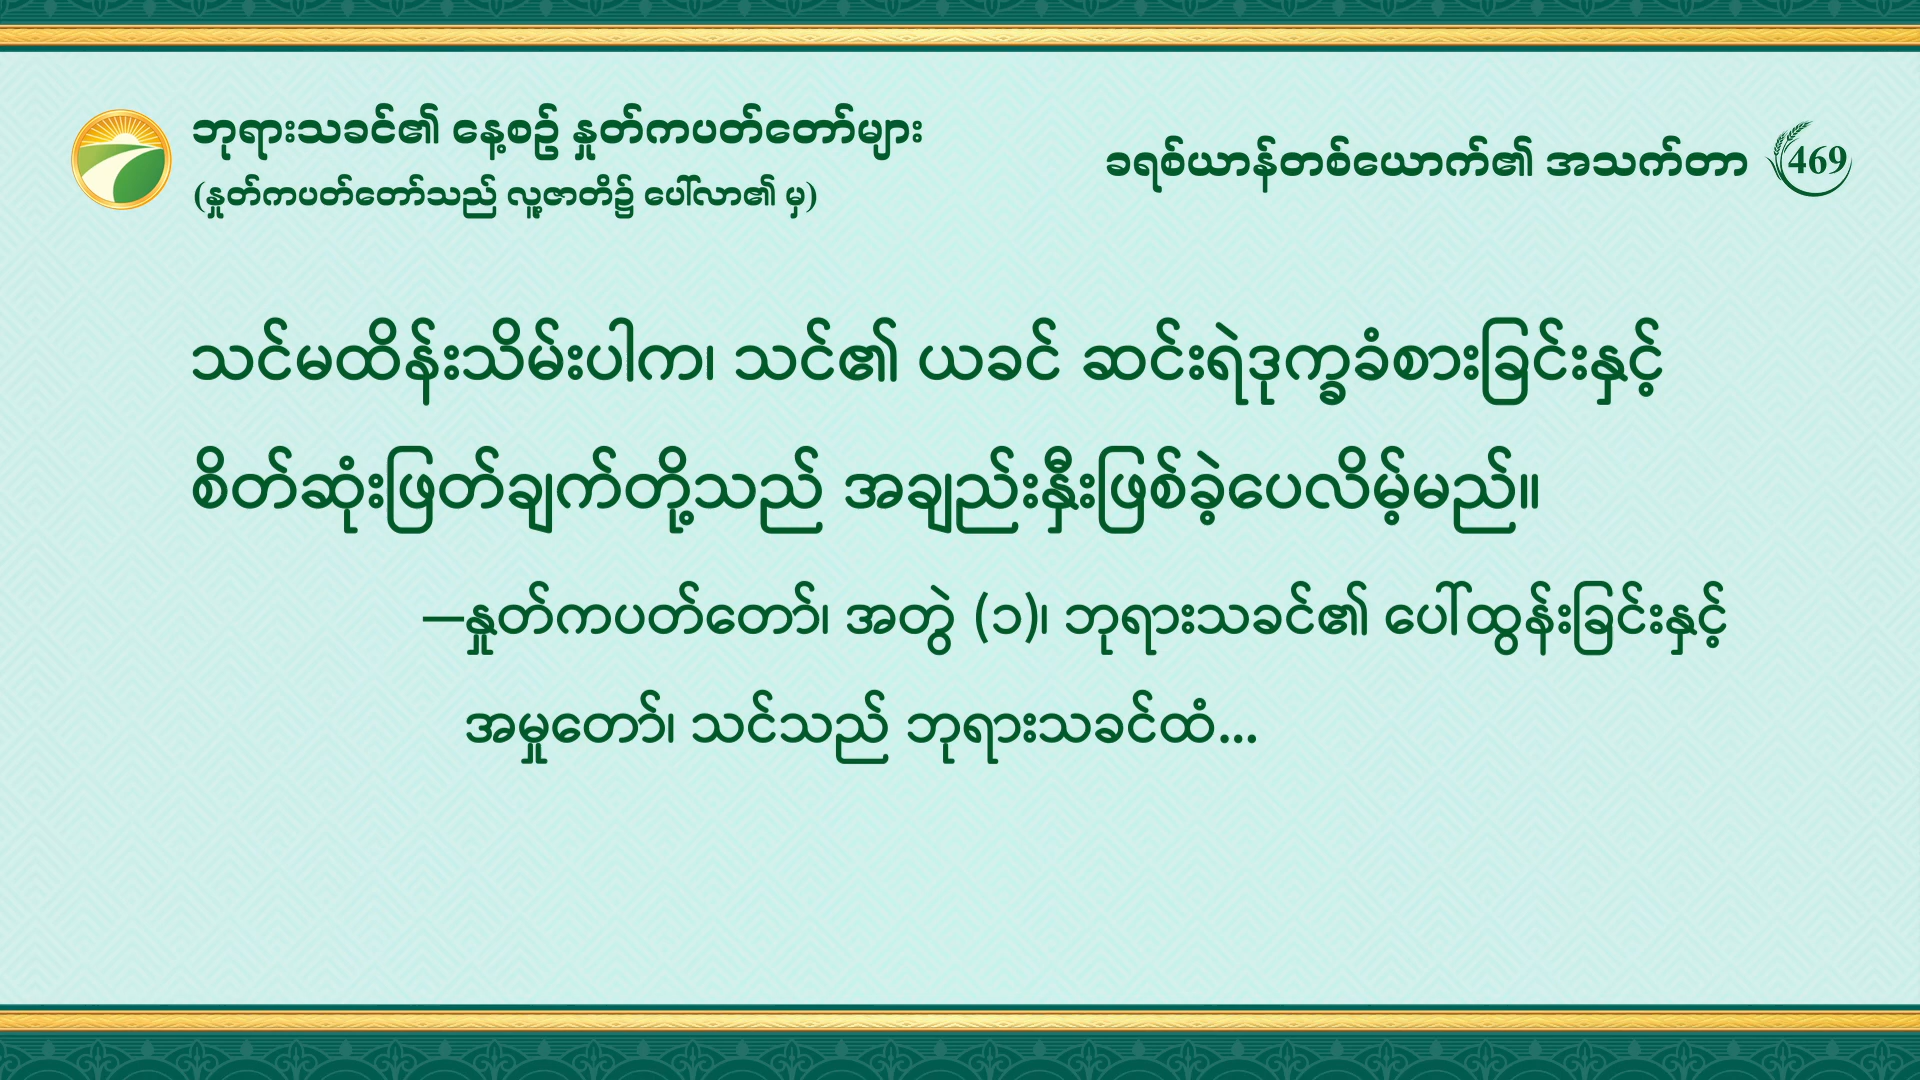 ဘုရားသခင်၏ နေ့စဉ် နှုတ်ကပတ်တော်များ
(နှုတ်ကပတ်တော်သည် လူ့ဇာတိ၌ ပေါ်လာ၏ မှ)
ခရစ်ယာန်တစ်ယောက်၏ အသက်တာ 469
သင်မထိန်းသိမ်းပါက၊ သင်၏ ယခင် ဆင်းရဲဒုက္ခခံစားခြင်းနှင့်
စိတ်ဆုံးဖြတ်ချက်တို့သည် အချည်းနှီးဖြစ်ခဲ့ပေလိမ့်မည်။
—နှုတ်ကပတ်တော်၊ အတွဲ (၁)၊ ဘုရားသခင်၏ ပေါ်ထွန်းခြင်းနှင့်
အမှုတော်၊ သင်သည် ဘုရားသခင်ထံ...